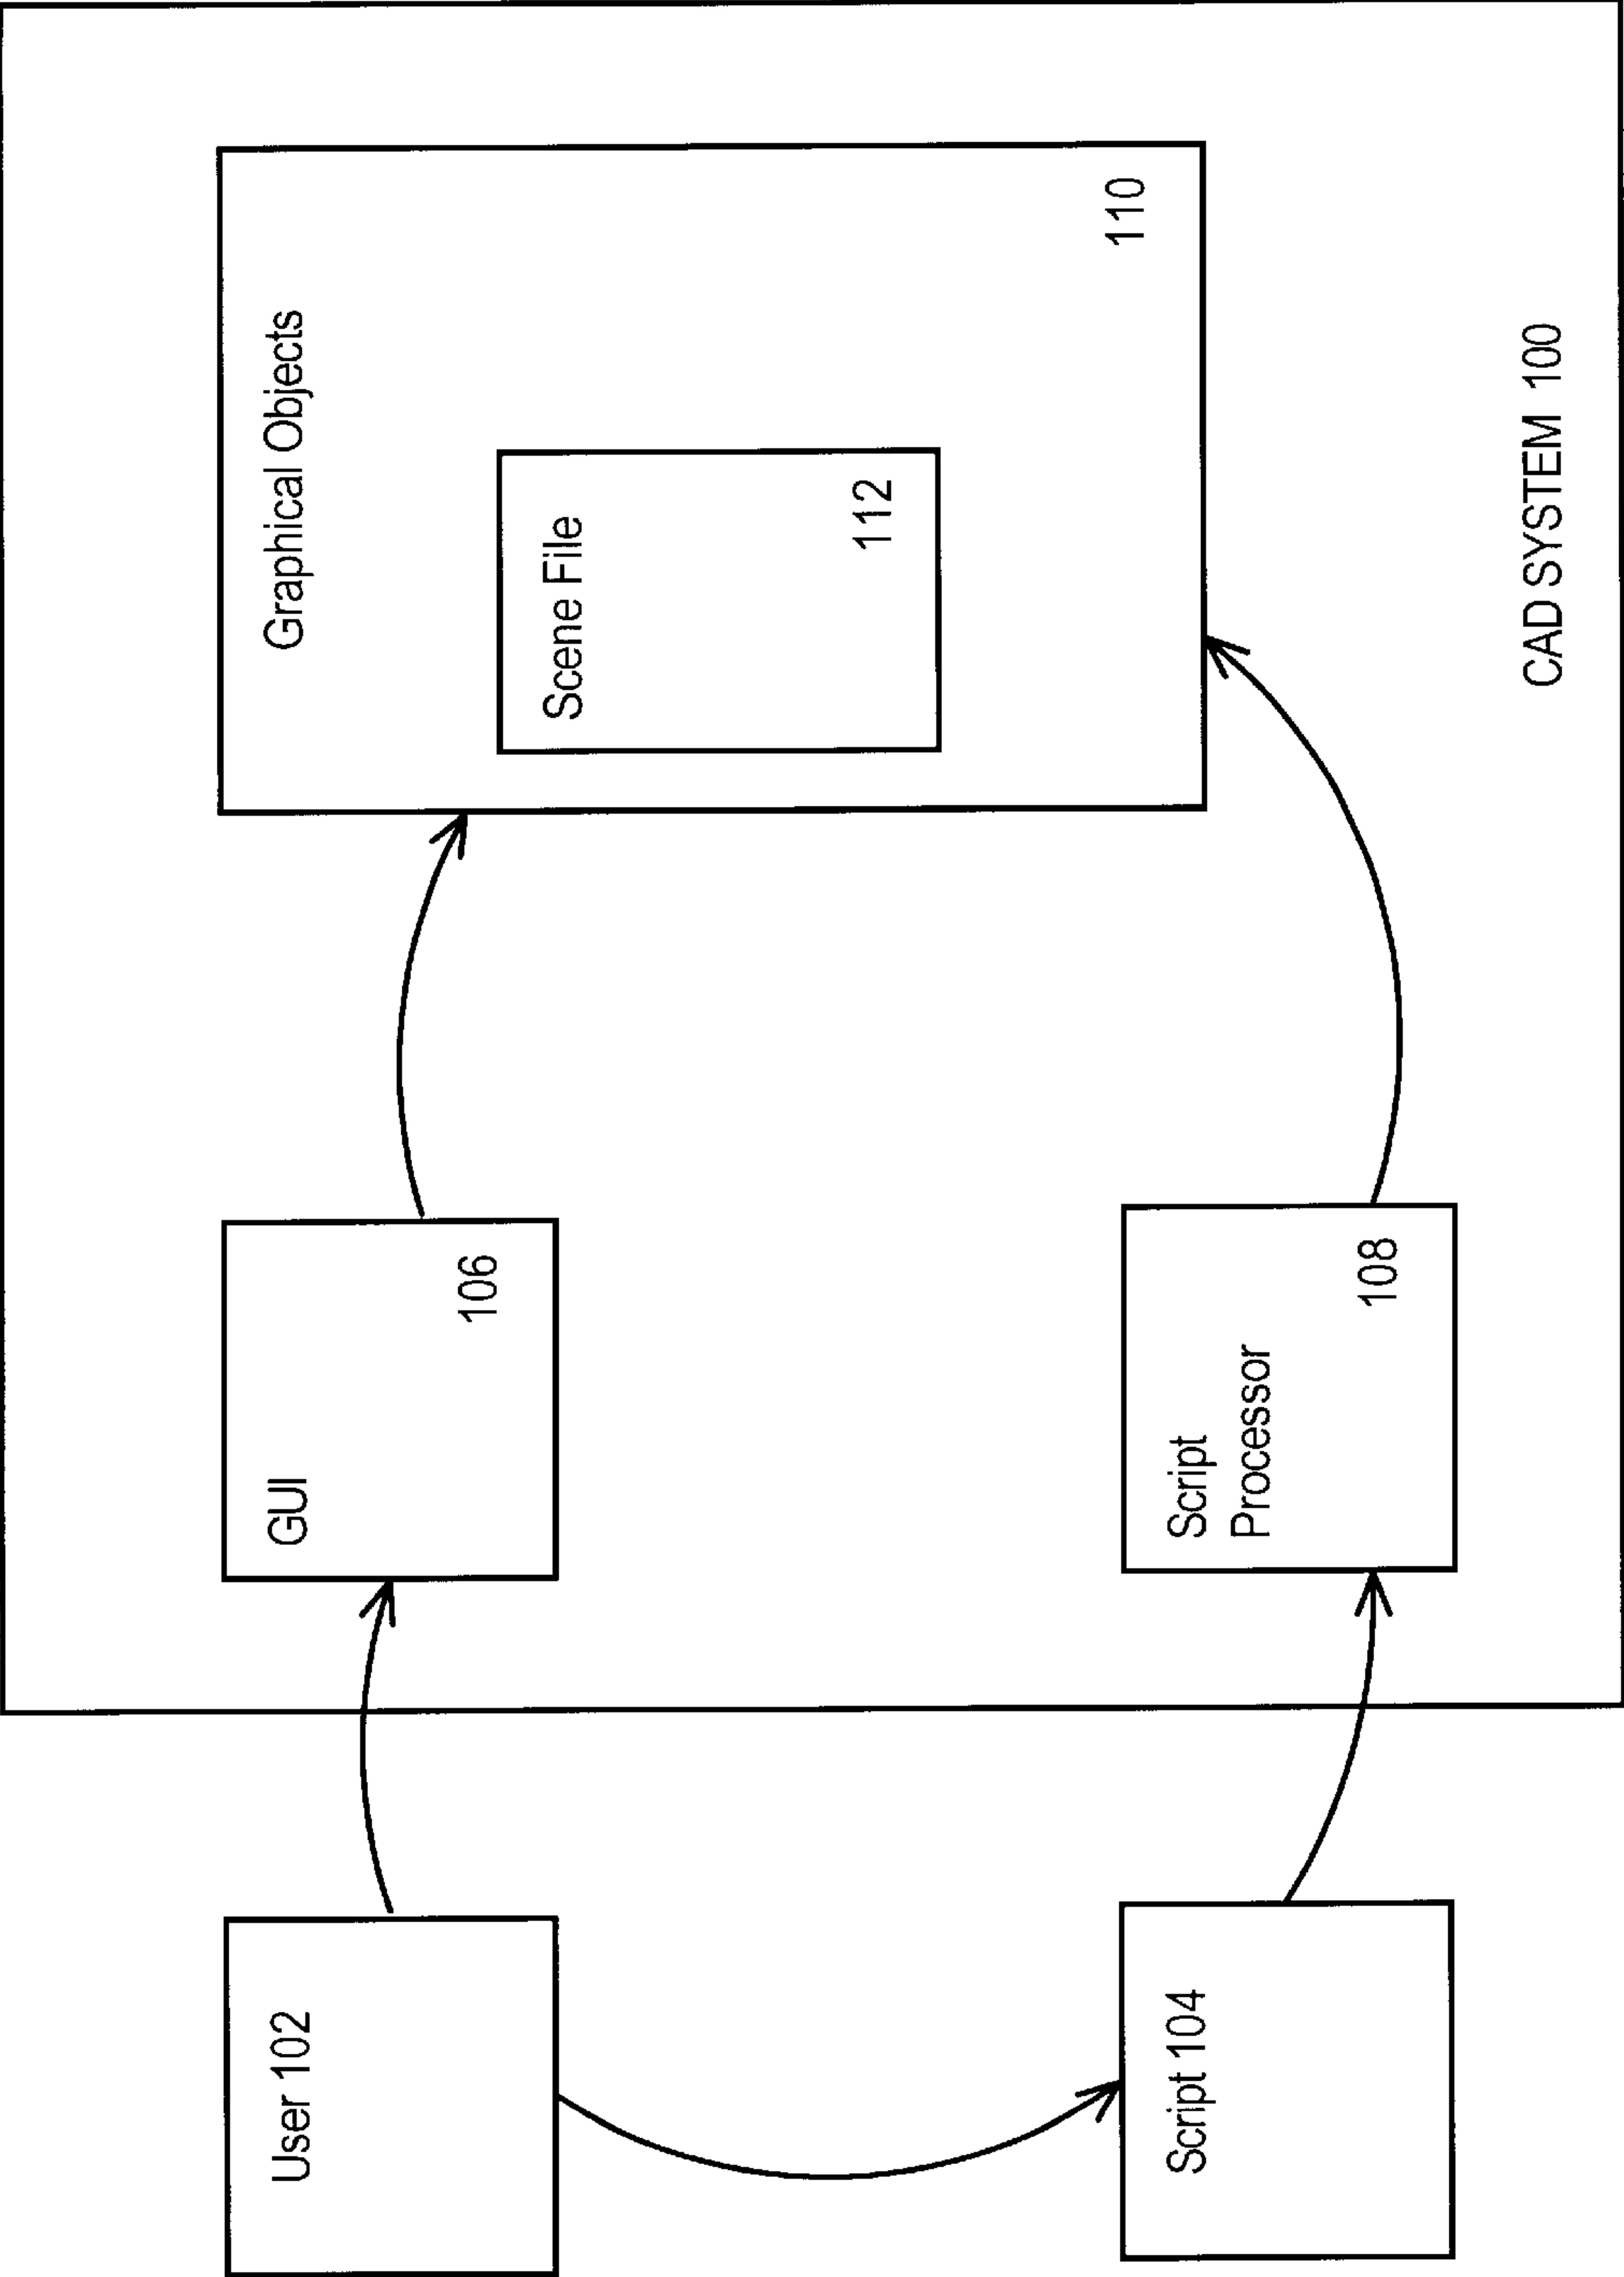 User 102
GUI
106
Graphical Objects
Scene File
112
110
Script 104
Script
Processor
108
CAD SYSTEM 100